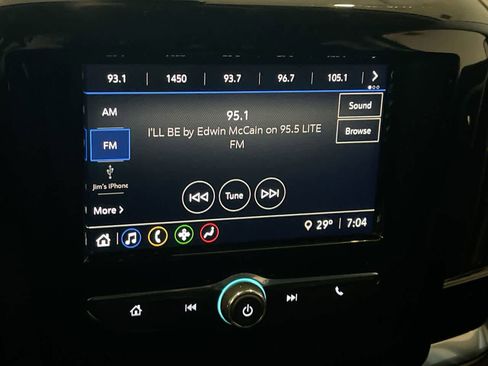 93.1 1450 93.7 96.7 105.1 >
AM
95.1
Sound
FM
I'LL BE by Edwin McCain on 95.5 LITE
FM
Browse
Jim's iPhone
Tune
More >
29° 7:04